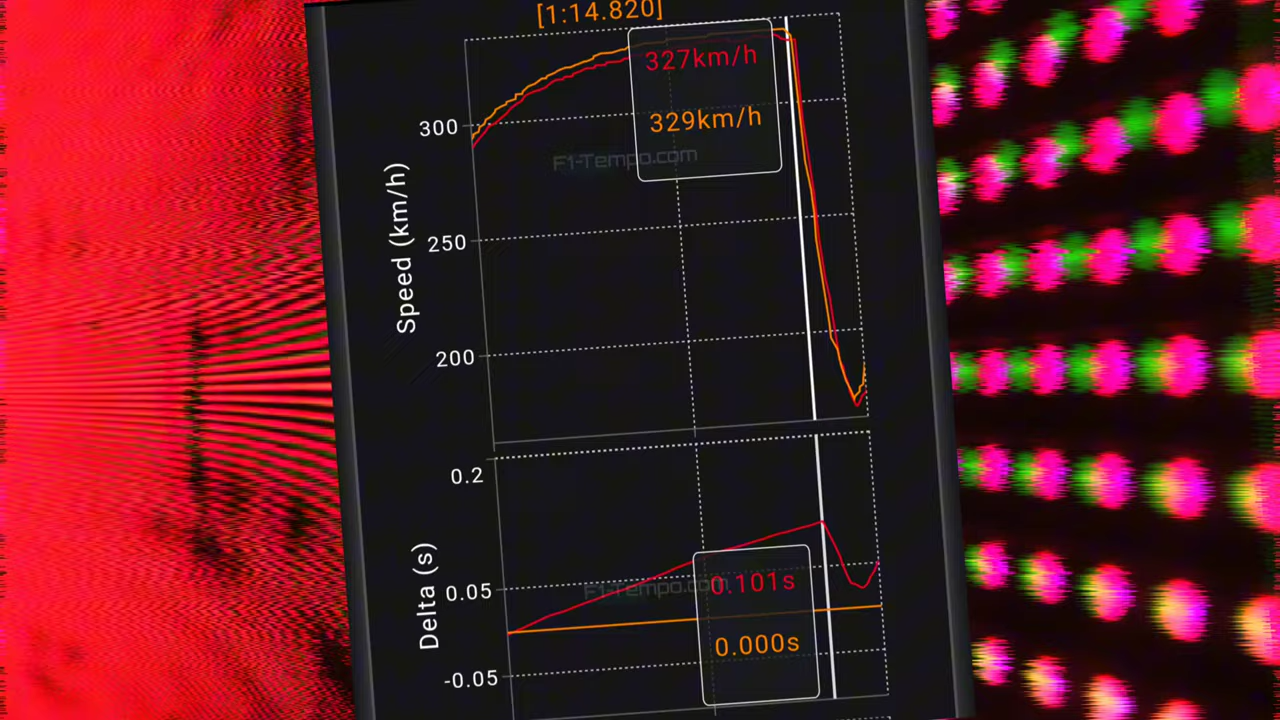 [1:14.820]
327km/h
329km/h
300
250
200
Speed (km/h)
F1-Tempo.com
0.2
0.05
-0.05
Delta (s)
F1-Tempo.com
0.101s
0.000s